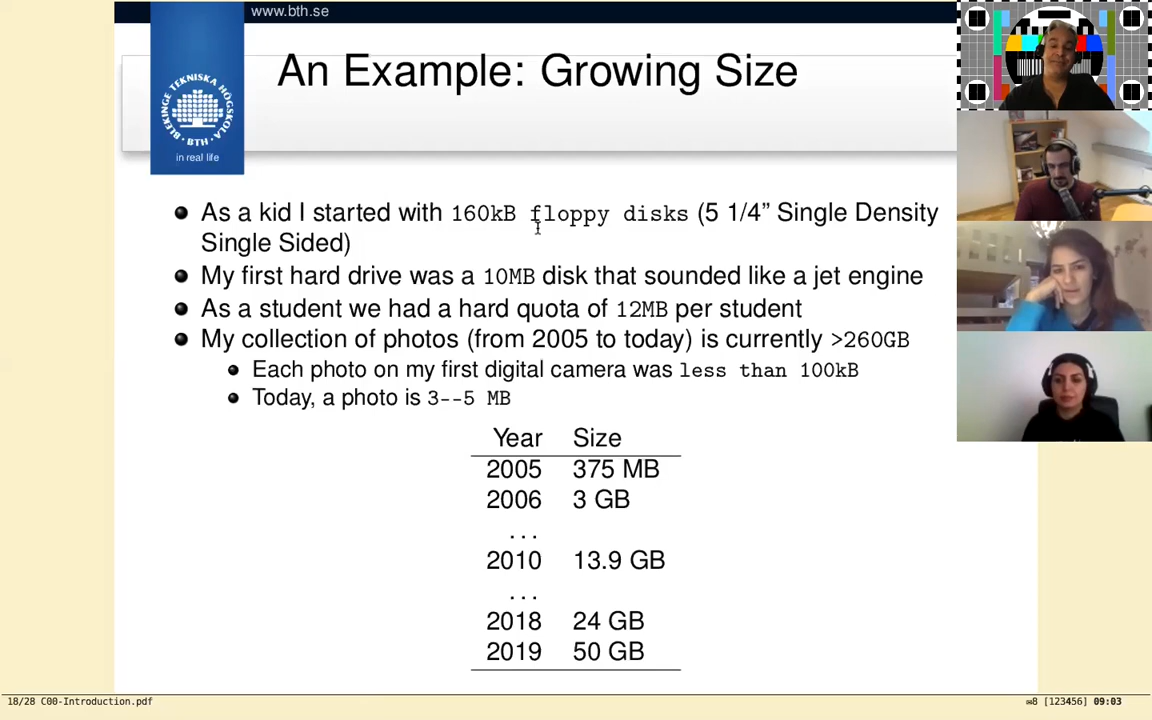 www.bth.se
An Example: Growing Size
BLEKINGE TEKNISKA HÖGSKOLA
BTH
in real life
As a kid I started with 160kB floppy disks (5 1/4” Single Density
Single Sided)
My first hard drive was a 10MB disk that sounded like a jet engine
As a student we had a hard quota of 12MB per student
My collection of photos (from 2005 to today) is currently >260GB
Each photo on my first digital camera was less than 100kB
Today, a photo is 3--5 MB
Year Size
2005 375 MB
2006 3 GB
...
2010 13.9 GB
...
2018 24 GB
2019 50 GB
18/28 C00-Introduction.pdf
✉8 [123456] 09:03